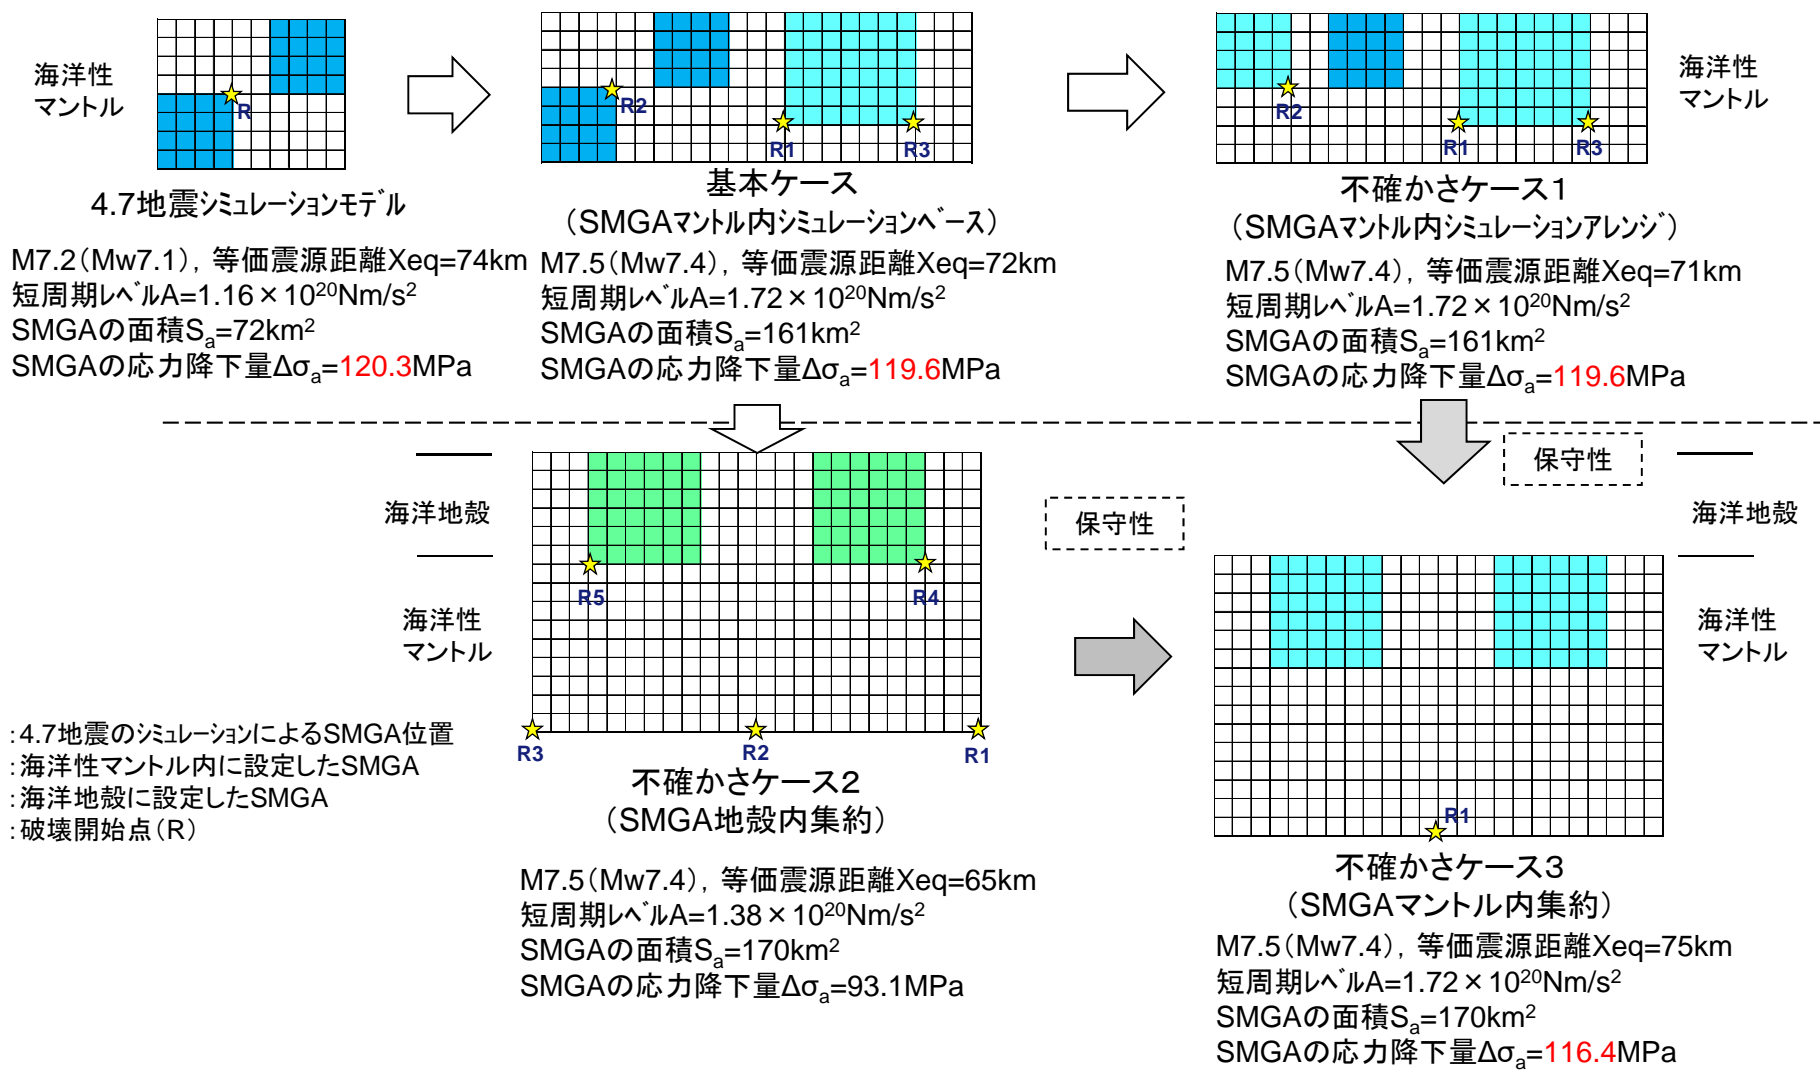 海洋性
マントル
R
4.7地震ｼﾐｭﾚｰｼｮﾝﾓﾃﾞﾙ
M7.2(Mw7.1), 等価震源距離Xeq=74km
短周期ﾚﾍﾞﾙA=1.16×10²⁰Nm/s²
SMGAの面積Sₐ=72km²
SMGAの応力降下量Δσₐ=120.3MPa
R2
R1
R3
基本ケース
(SMGAマントル内シミュレーションベース)
M7.5(Mw7.4), 等価震源距離Xeq=72km
短周期ﾚﾍﾞﾙA=1.72×10²⁰Nm/s²
SMGAの面積Sₐ=161km²
SMGAの応力降下量Δσₐ=119.6MPa
R2
R1
R3
海洋性
マントル
不確かさケース1
(SMGAマントル内シミュレーションアレンジ)
M7.5(Mw7.4), 等価震源距離Xeq=71km
短周期ﾚﾍﾞﾙA=1.72×10²⁰Nm/s²
SMGAの面積Sₐ=161km²
SMGAの応力降下量Δσₐ=119.6MPa
保守性
海洋地殻
海洋性
マントル
R5
R4
R3
R2
R1
不確かさケース2
(SMGA地殻内集約)
M7.5(Mw7.4), 等価震源距離Xeq=65km
短周期ﾚﾍﾞﾙA=1.38×10²⁰Nm/s²
SMGAの面積Sₐ=170km²
SMGAの応力降下量Δσₐ=93.1MPa
保守性
海洋地殻
海洋性
マントル
R1
不確かさケース3
(SMGAマントル内集約)
M7.5(Mw7.4), 等価震源距離Xeq=75km
短周期ﾚﾍﾞﾙA=1.72×10²⁰Nm/s²
SMGAの面積Sₐ=170km²
SMGAの応力降下量Δσₐ=116.4MPa
:4.7地震のｼﾐｭﾚｰｼｮﾝによるSMGA位置
:海洋性マントル内に設定したSMGA
:海洋地殻に設定したSMGA
:破壊開始点(R)